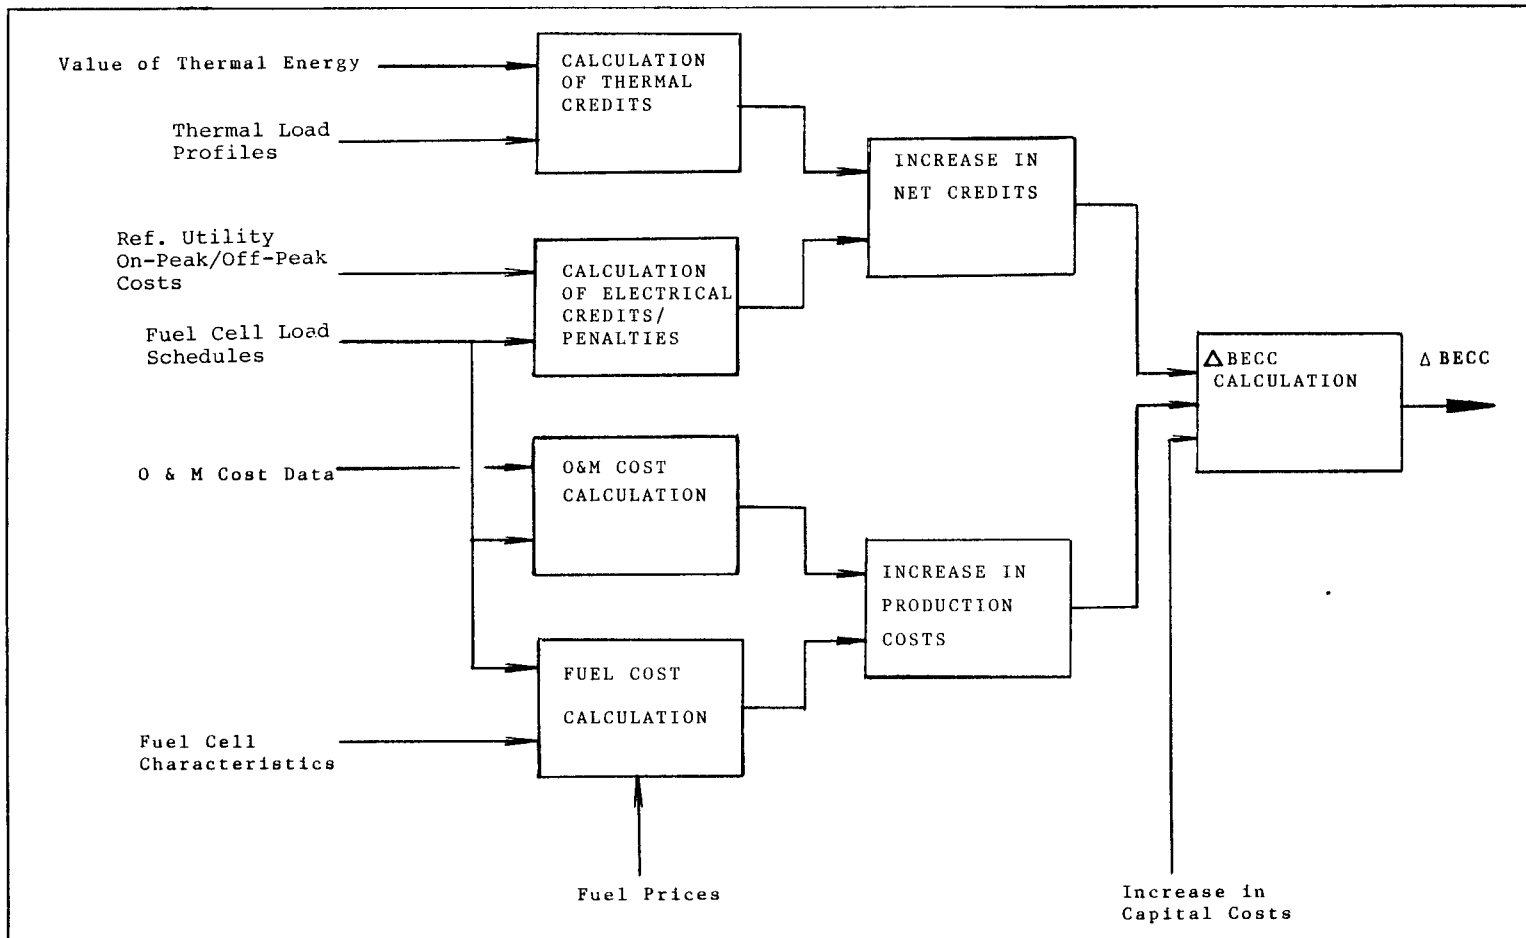 Value of Thermal Energy
Thermal Load
Profiles
CALCULATION
OF THERMAL
CREDITS
Ref. Utility
On-Peak/Off-Peak
Costs
Fuel Cell Load
Schedules
CALCULATION
OF ELECTRICAL
CREDITS/
PENALTIES
INCREASE IN
NET CREDITS
O & M Cost Data
O&M COST
CALCULATION
Fuel Cell
Characteristics
FUEL COST
CALCULATION
Fuel Prices
INCREASE IN
PRODUCTION
COSTS
Δ BECC
CALCULATION
Δ BECC
Increase in
Capital Costs